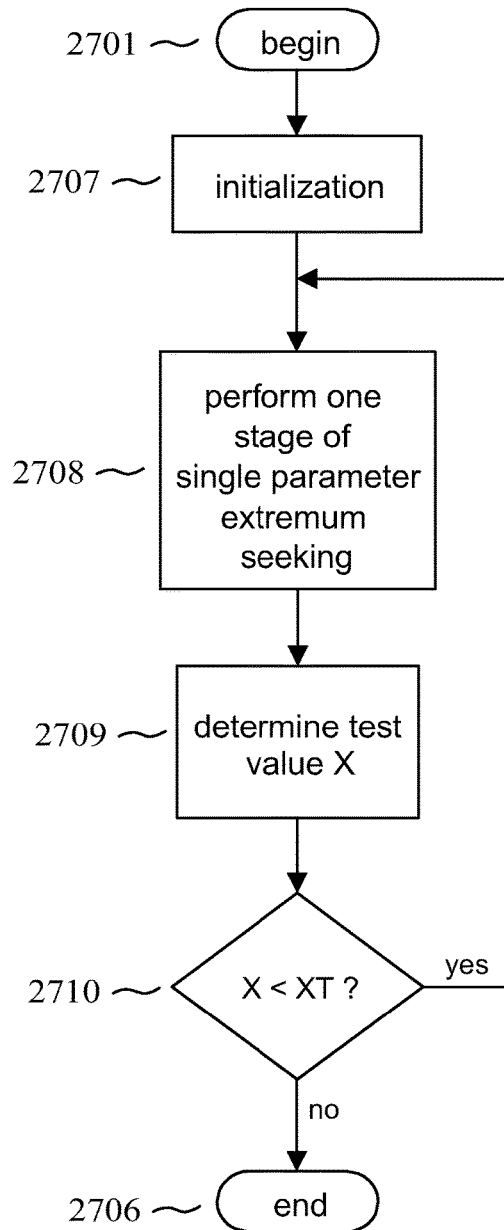 2701 begin
2707 initialization
perform one
stage of
2708 single parameter
extremum
seeking
2709 determine test
value X
2710 X < XT ? yes
no
2706 end